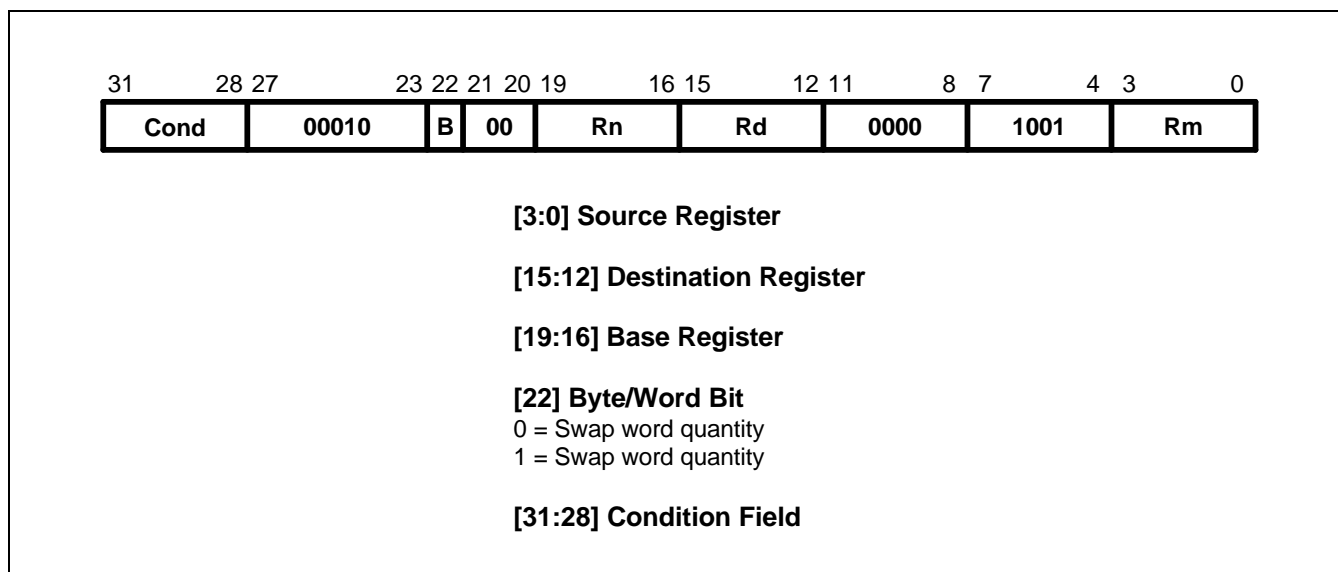 31 28 27 23 22 21 20 19 16 15 12 11 8 7 4 3 0
Cond 00010 B 00 Rn Rd 0000 1001 Rm
[3:0] Source Register
[15:12] Destination Register
[19:16] Base Register
[22] Byte/Word Bit
0 = Swap word quantity
1 = Swap word quantity
[31:28] Condition Field